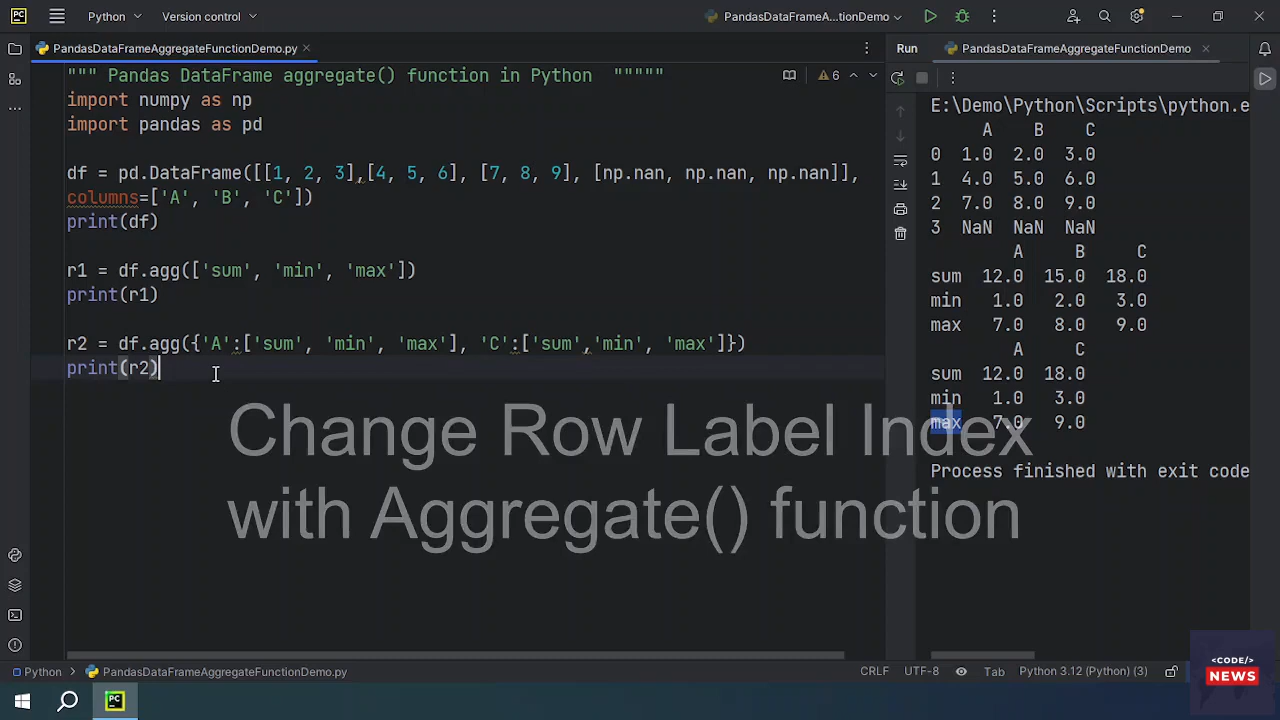 Python
Version control
PandasDataFrameA...tionDemo
PandasDataFrameAggregateFunctionDemo.py
""" Pandas DataFrame aggregate() function in Python  """""
6
import numpy as np
import pandas as pd
df = pd.DataFrame([[1, 2, 3],[4, 5, 6], [7, 8, 9], [np.nan, np.nan, np.nan]],
columns=['A', 'B', 'C'])
print(df)
r1 = df.agg(['sum', 'min', 'max'])
print(r1)
r2 = df.agg({'A':['sum', 'min', 'max'], 'C':['sum','min', 'max']})
print(r2)
Change Row Label Index
with Aggregate() function
Run
PandasDataFrameAggregateFunctionDemo
E:\Demo\Python\Scripts\python.e
A B C
0 1.0 2.0 3.0
1 4.0 5.0 6.0
2 7.0 8.0 9.0
3 NaN NaN NaN
A B C
sum 12.0 15.0 18.0
min 1.0 2.0 3.0
max 7.0 8.0 9.0
A C
sum 12.0 18.0
min 1.0 3.0
max 7.0 9.0
Process finished with exit code
Python
PandasDataFrameAggregateFunctionDemo.py
CRLF
UTF-8
Tab
Python 3.12 (Python) (3)
PC
PC
<CODE/>
NEWS